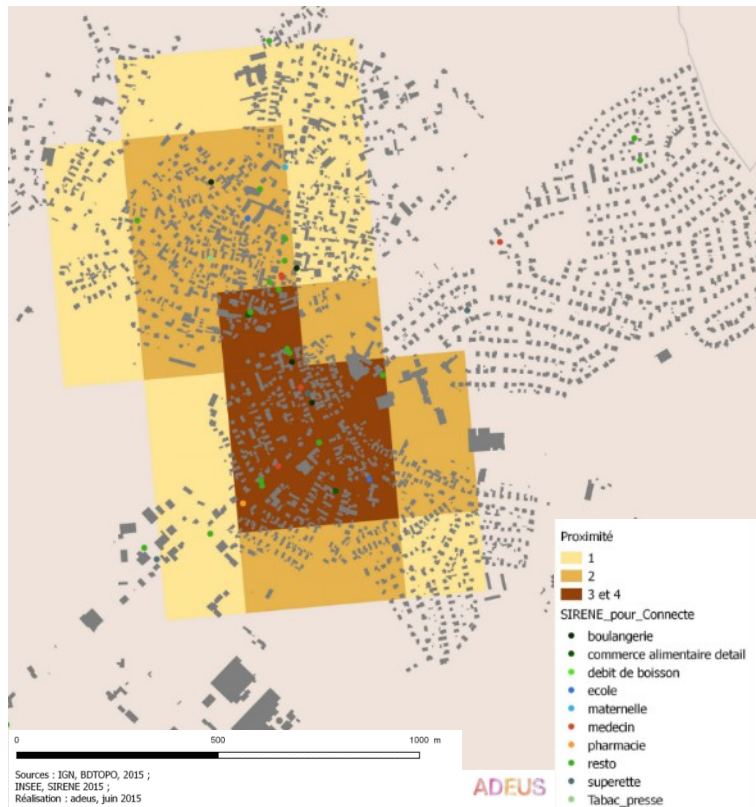 Proximité
1
2
3 et 4
SIRENE_pour_Connecte
boulangerie
commerce alimentaire detail
debit de boisson
ecole
maternelle
medecin
pharmacie
resto
superette
Tabac_presse
0 500 1000 m
Sources : IGN, BDTOPO, 2015 ;
INSEE, SIRENE 2015 ;
Réalisation : adeus, juin 2015
ADEUS